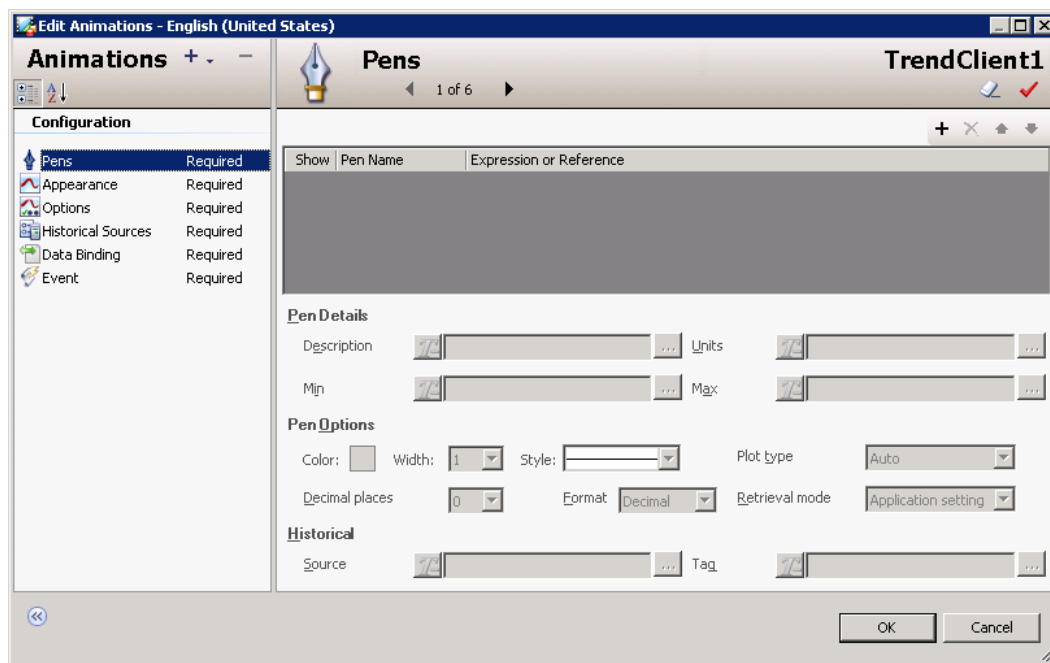 Edit Animations - English (United States)
Animations
Pens
TrendClient1
1 of 6
Configuration
Pens Required
Appearance Required
Options Required
Historical Sources Required
Data Binding Required
Event Required
Show Pen Name Expression or Reference
Pen Details
Description ... Units ...
Min ... Max ...
Pen Options
Color: Width: 1 Style: Plot type Auto
Decimal places 0 Format Decimal Retrieval mode Application setting
Historical
Source ... Tag ...
OK Cancel